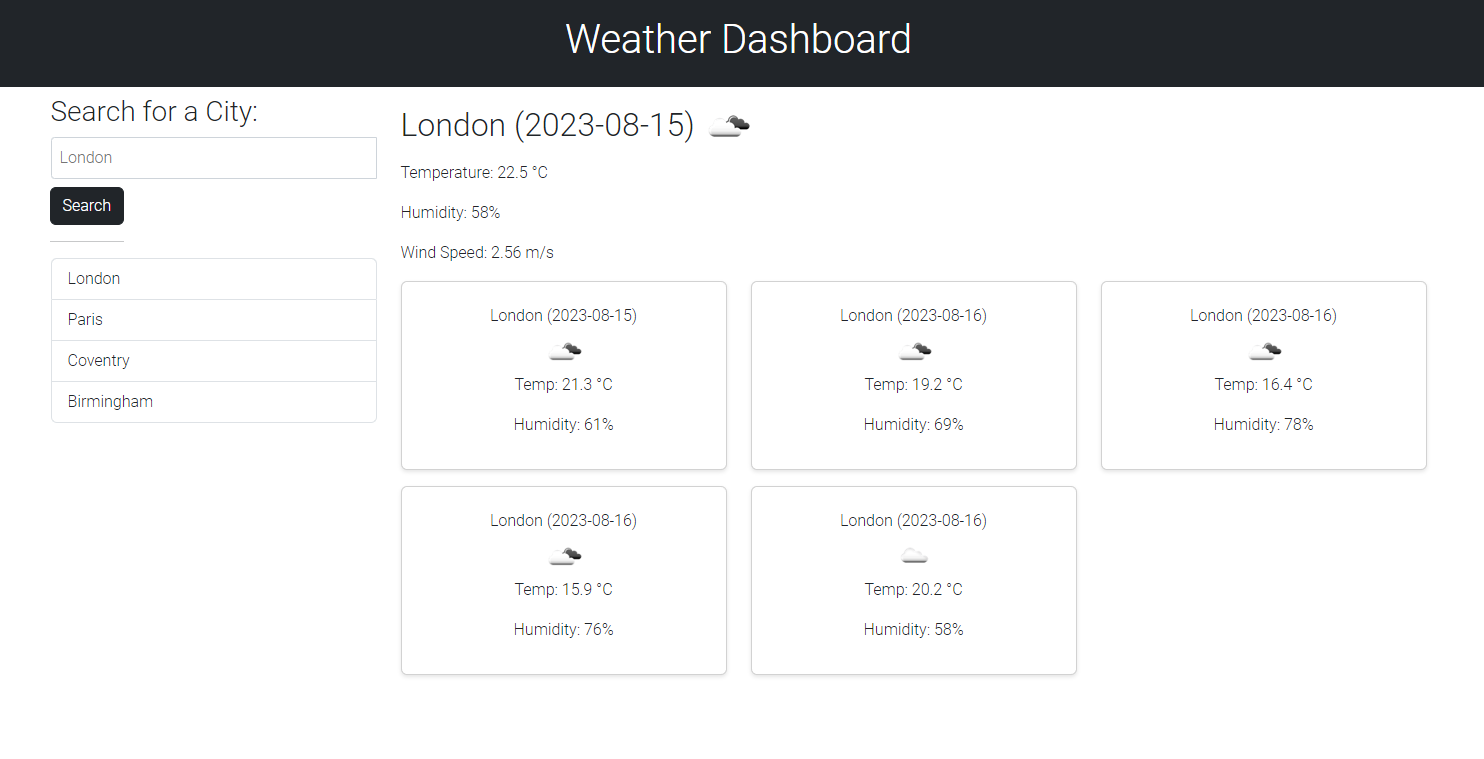 Weather Dashboard
Search for a City:
London
Search
London
Paris
Coventry
Birmingham
London (2023-08-15)
Temperature: 22.5 °C
Humidity: 58%
Wind Speed: 2.56 m/s
London (2023-08-15)
Temp: 21.3 °C
Humidity: 61%
London (2023-08-16)
Temp: 19.2 °C
Humidity: 69%
London (2023-08-16)
Temp: 16.4 °C
Humidity: 78%
London (2023-08-16)
Temp: 15.9 °C
Humidity: 76%
London (2023-08-16)
Temp: 20.2 °C
Humidity: 58%